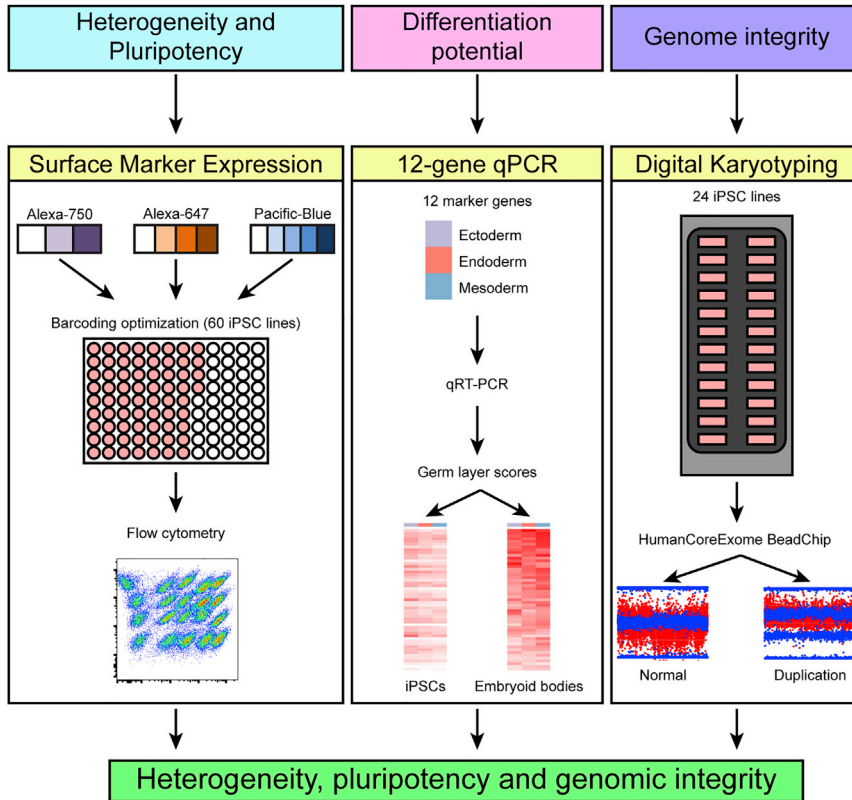 Heterogeneity and
Pluripotency
Differentiation
potential
Genome integrity
Surface Marker Expression
Alexa-750
Alexa-647
Pacific-Blue
Barcoding optimization (60 iPSC lines)
Flow cytometry
12-gene qPCR
12 marker genes
Ectoderm
Endoderm
Mesoderm
qRT-PCR
Germ layer scores
iPSCs
Embryoid bodies
Digital Karyotyping
24 iPSC lines
HumanCoreExome BeadChip
Normal
Duplication
Heterogeneity, pluripotency and genomic integrity